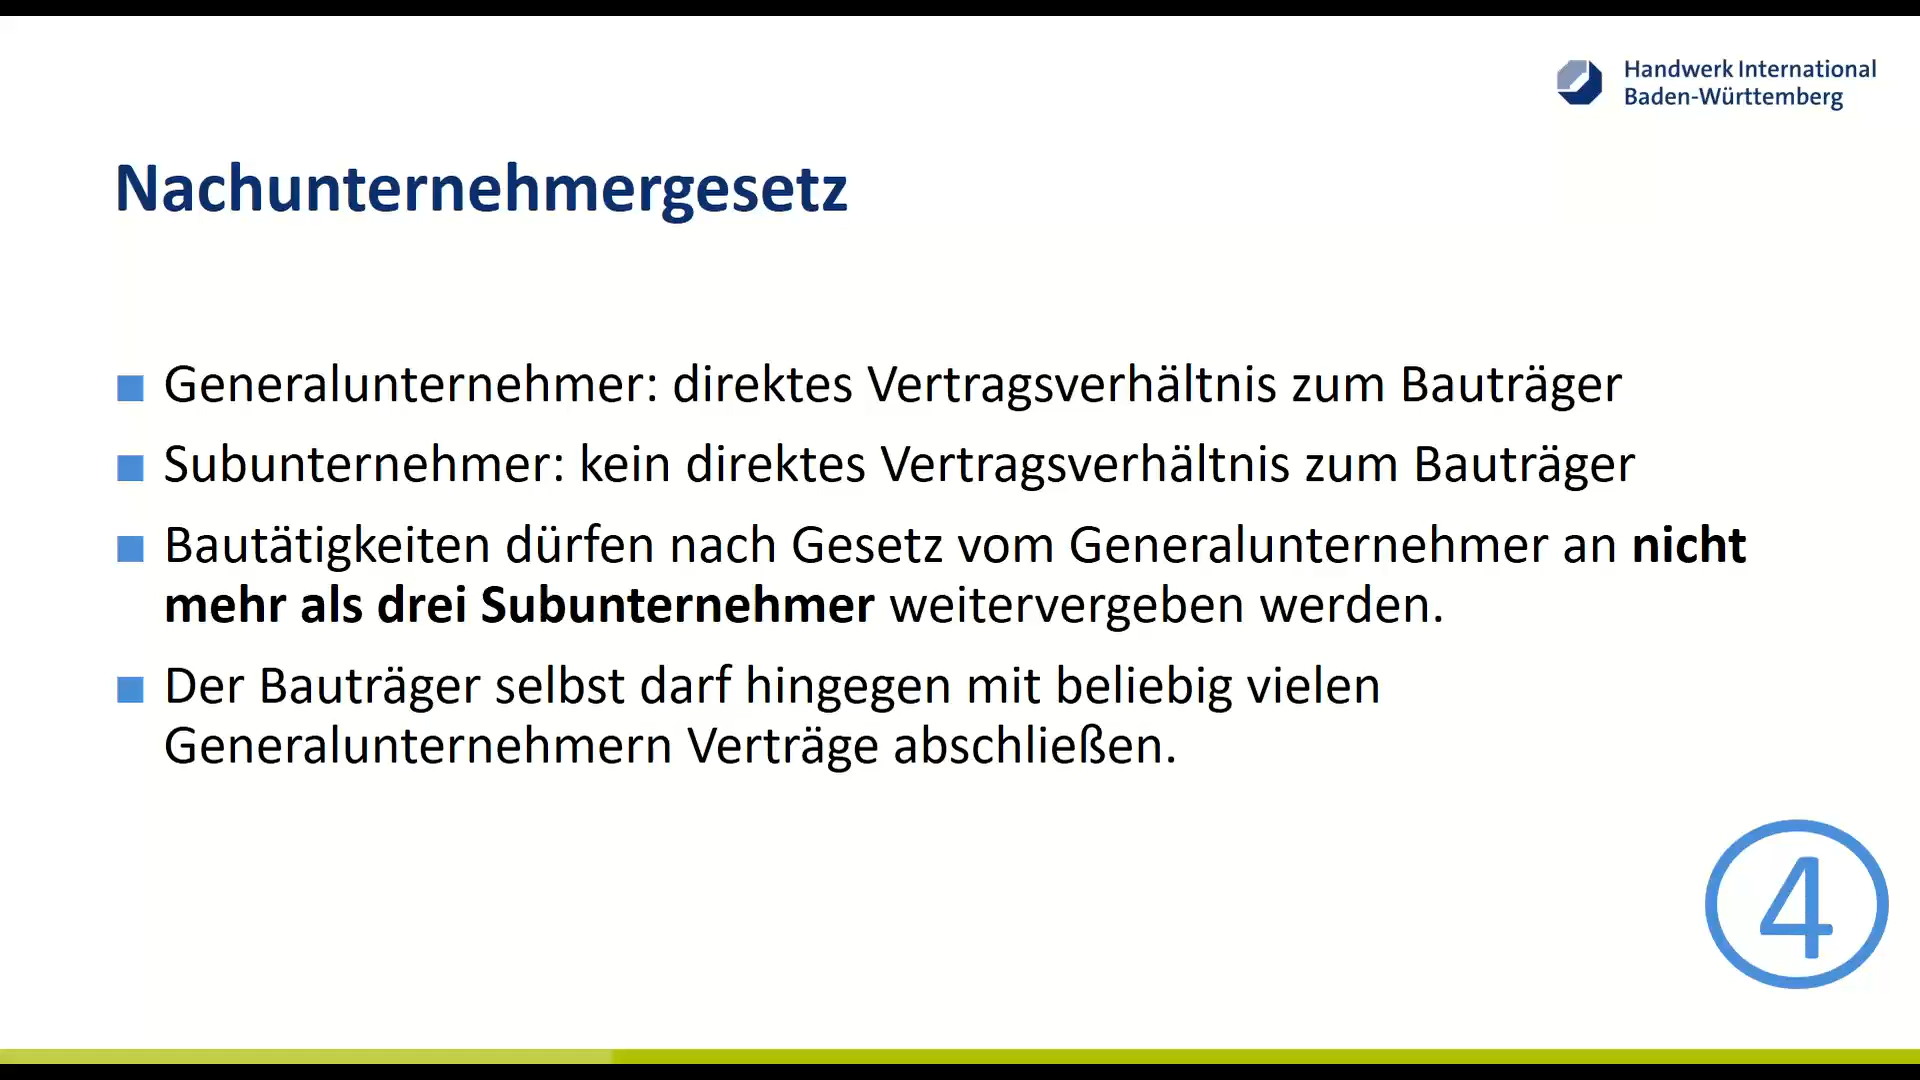 Handwerk International
Baden-Württemberg
Nachunternehmergesetz
Generalunternehmer: direktes Vertragsverhältnis zum Bauträger
Subunternehmer: kein direktes Vertragsverhältnis zum Bauträger
Bautätigkeiten dürfen nach Gesetz vom Generalunternehmer an nicht
mehr als drei Subunternehmer weitervergeben werden.
Der Bauträger selbst darf hingegen mit beliebig vielen
Generalunternehmern Verträge abschließen.
4